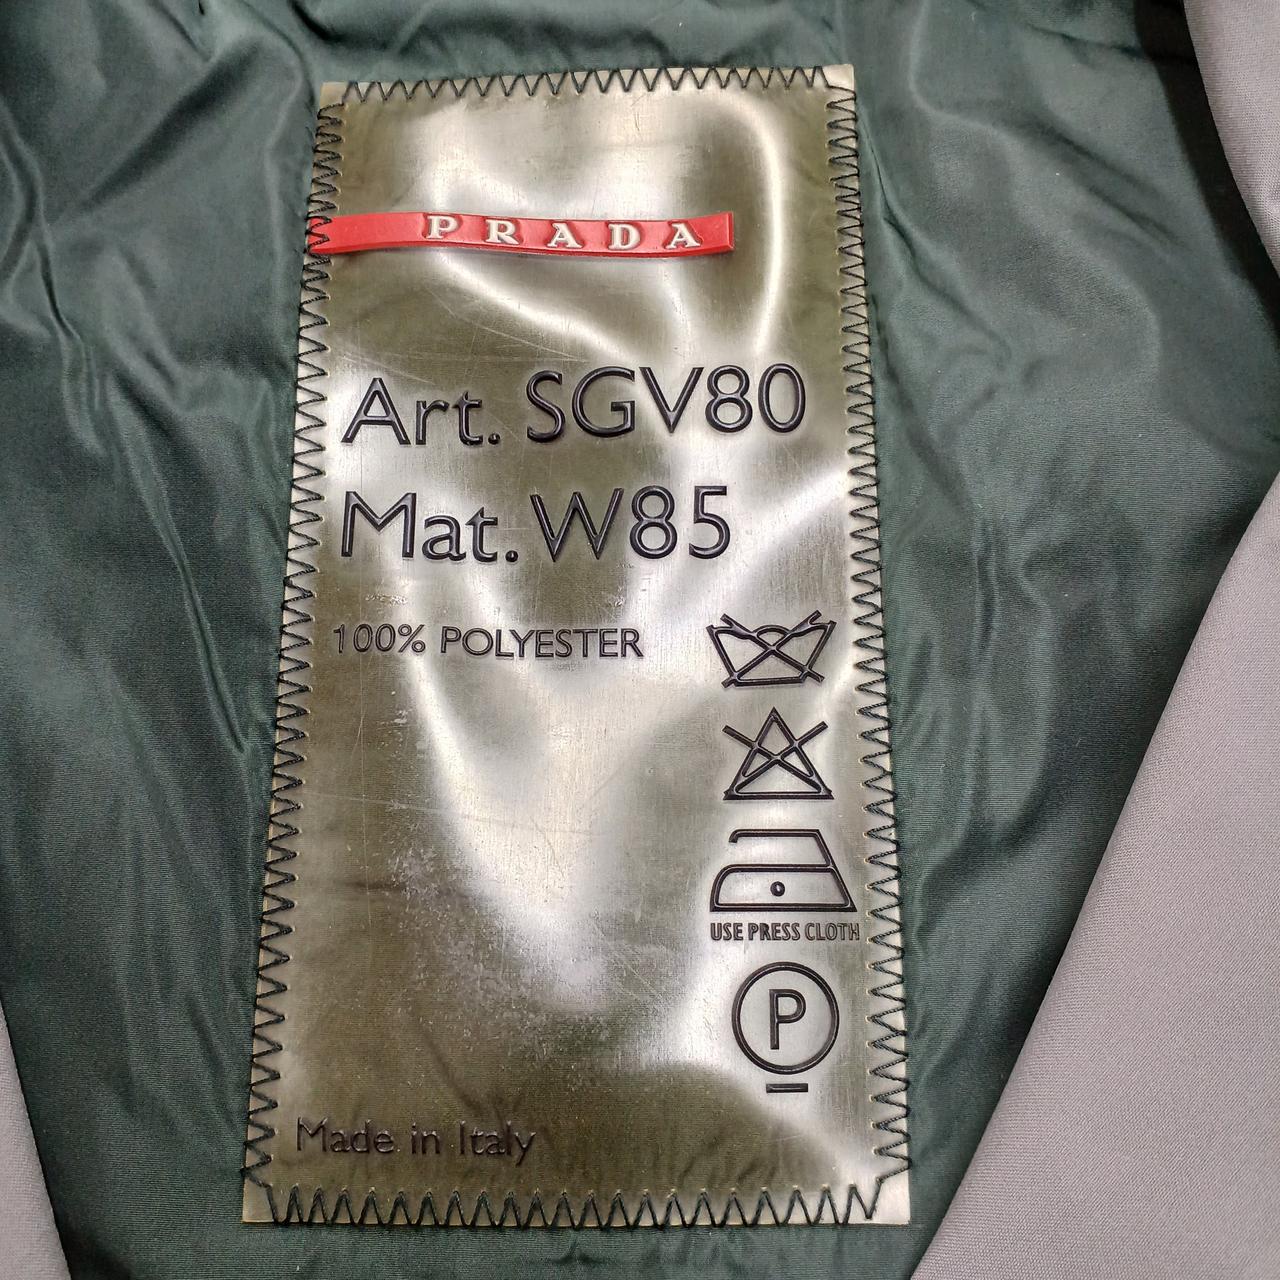 PRADA
Art. SGV80
Mat. W85
100% POLYESTER
USE PRESS CLOTH
P
Made in Italy